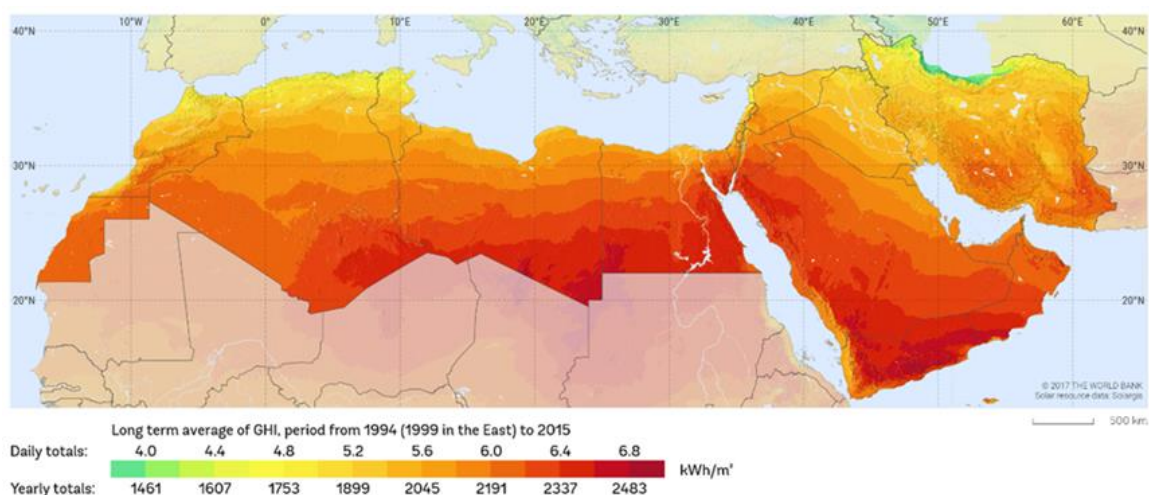 10°W 0° 10°E 20°E 30°E 40°E 50°E 60°E
40°N 40°N
30°N 30°N
20°N 20°N
© 2017 THE WORLD BANK
Solar resource data: Solargis
500 km
Long term average of GHI, period from 1994 (1999 in the East) to 2015
Daily totals: 4.0 4.4 4.8 5.2 5.6 6.0 6.4 6.8
kWh/m²
Yearly totals: 1461 1607 1753 1899 2045 2191 2337 2483